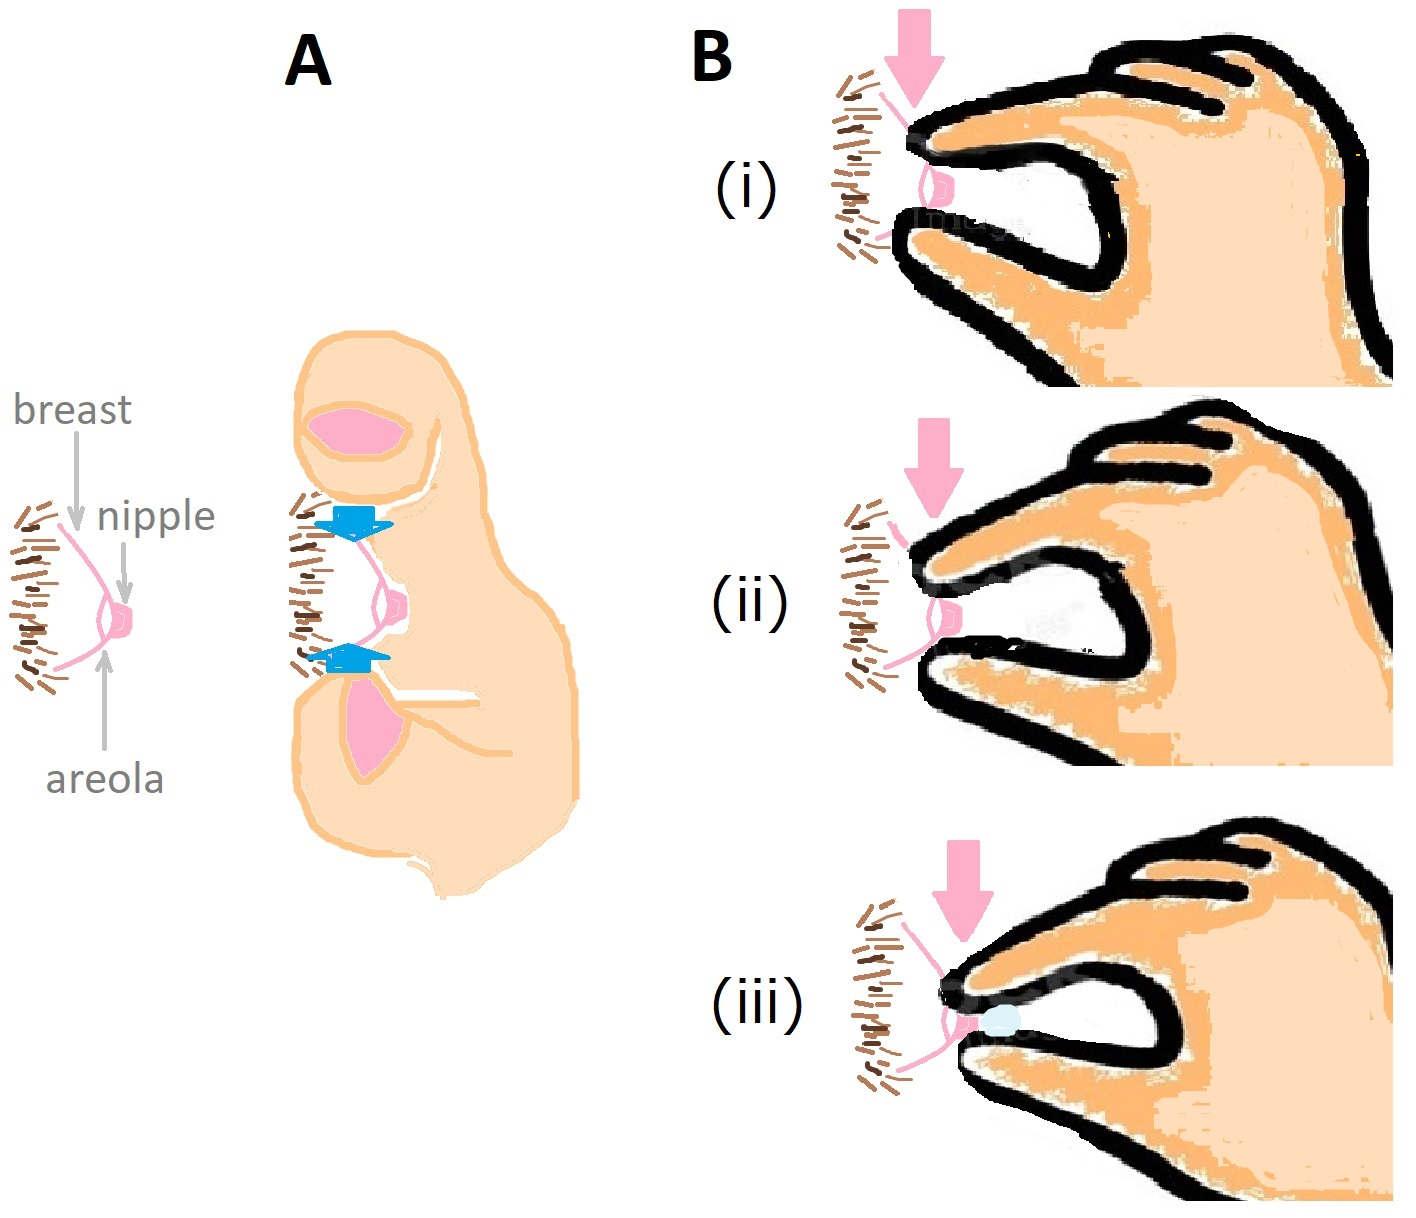 A
B
(i)
breast
nipple
areola
(ii)
(iii)